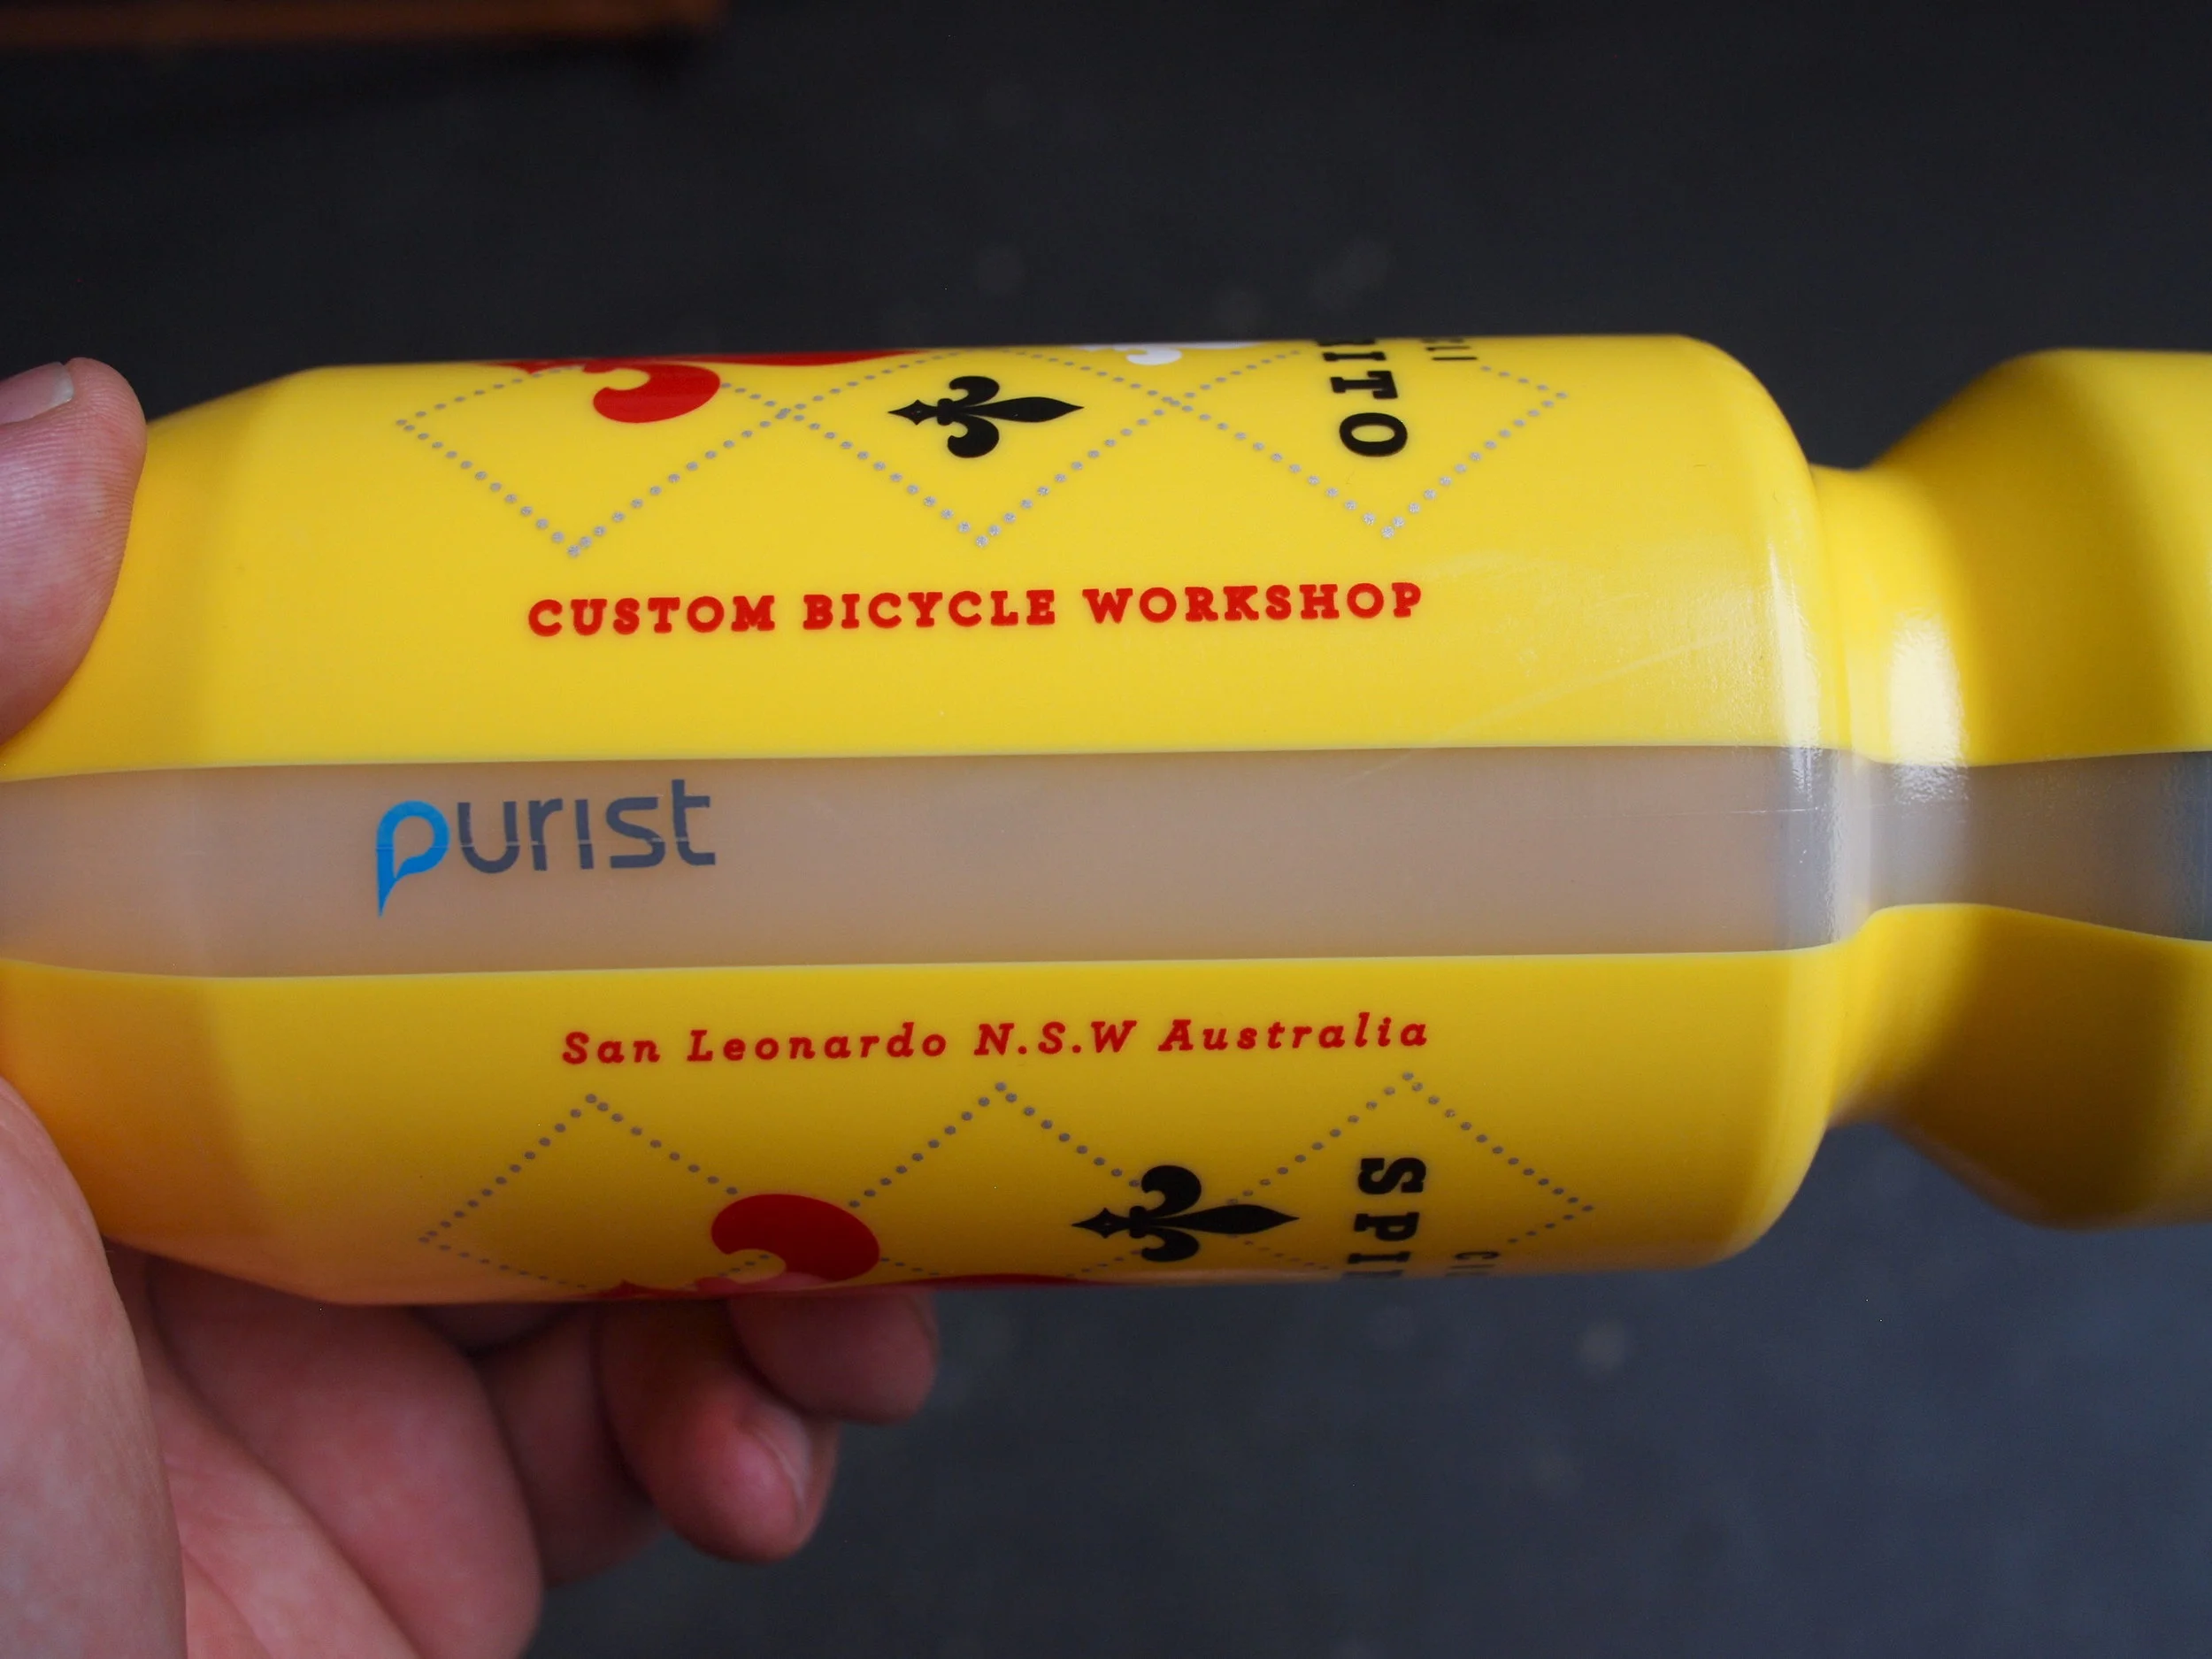 CUSTOM BICYCLE WORKSHOP
purist
San Leonardo N.S.W Australia